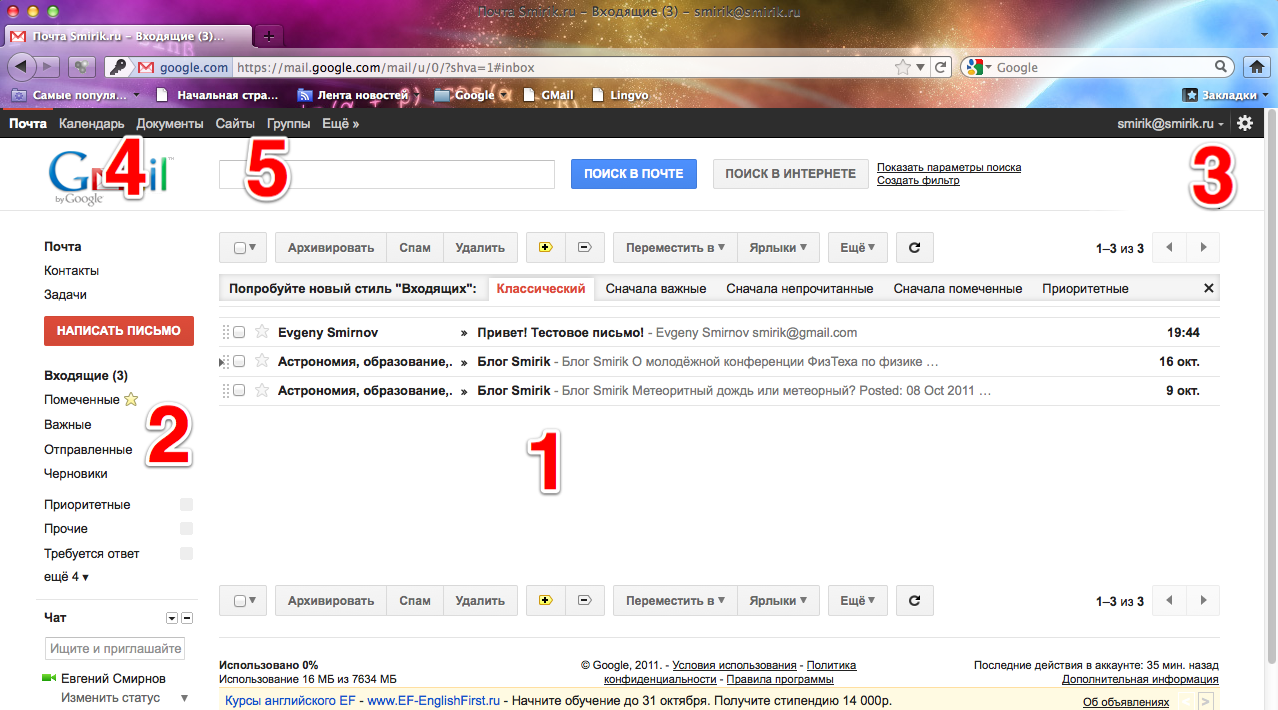 Почта Smirik.ru – Входящие (3) – smirik@smirik.ru
Почта Smirik.ru – Входящие (3)...
google.com https://mail.google.com/mail/u/0/?shva=1#inbox Google
Самые популя... Начальная стра... Лента новостей Google GMail Lingvo Закладки
Почта Календарь Документы Сайты Группы Ещё » smirik@smirik.ru
4 5 3
Gmail ПОИСК В ПОЧТЕ ПОИСК В ИНТЕРНЕТЕ Показать параметры поиска
by Google Создать фильтр
Почта Архивировать Спам Удалить Переместить в Ярлыки Ещё 1–3 из 3
Контакты
Задачи Попробуйте новый стиль "Входящих": Классический Сначала важные Сначала непрочитанные Сначала помеченные Приоритетные
НАПИСАТЬ ПИСЬМО Evgeny Smirnov » Привет! Тестовое письмо! - Evgeny Smirnov smirik@gmail.com 19:44
Астрономия, образование,. » Блог Smirik - Блог Smirik О молодёжной конференции ФизТеха по физике … 16 окт.
Входящие (3)
Астрономия, образование,. » Блог Smirik - Блог Smirik Метеоритный дождь или метеорный? Posted: 08 Oct 2011 … 9 окт.
Помеченные
Важные
2
1
Отправленные
Черновики
Приоритетные
Прочие
Требуется ответ
ещё 4
Архивировать Спам Удалить Переместить в Ярлыки Ещё 1–3 из 3
Чат
Ищите и приглашайте
Евгений Смирнов
Изменить статус
Использовано 0% © Google, 2011. - Условия использования - Политика Последние действия в аккаунте: 35 мин. назад
Использование 16 МБ из 7634 МБ конфиденциальности - Правила программы Дополнительная информация
Курсы английского EF - www.EF-EnglishFirst.ru - Начните обучение до 31 октября. Получите стипендию 14 000р. Об объявлениях